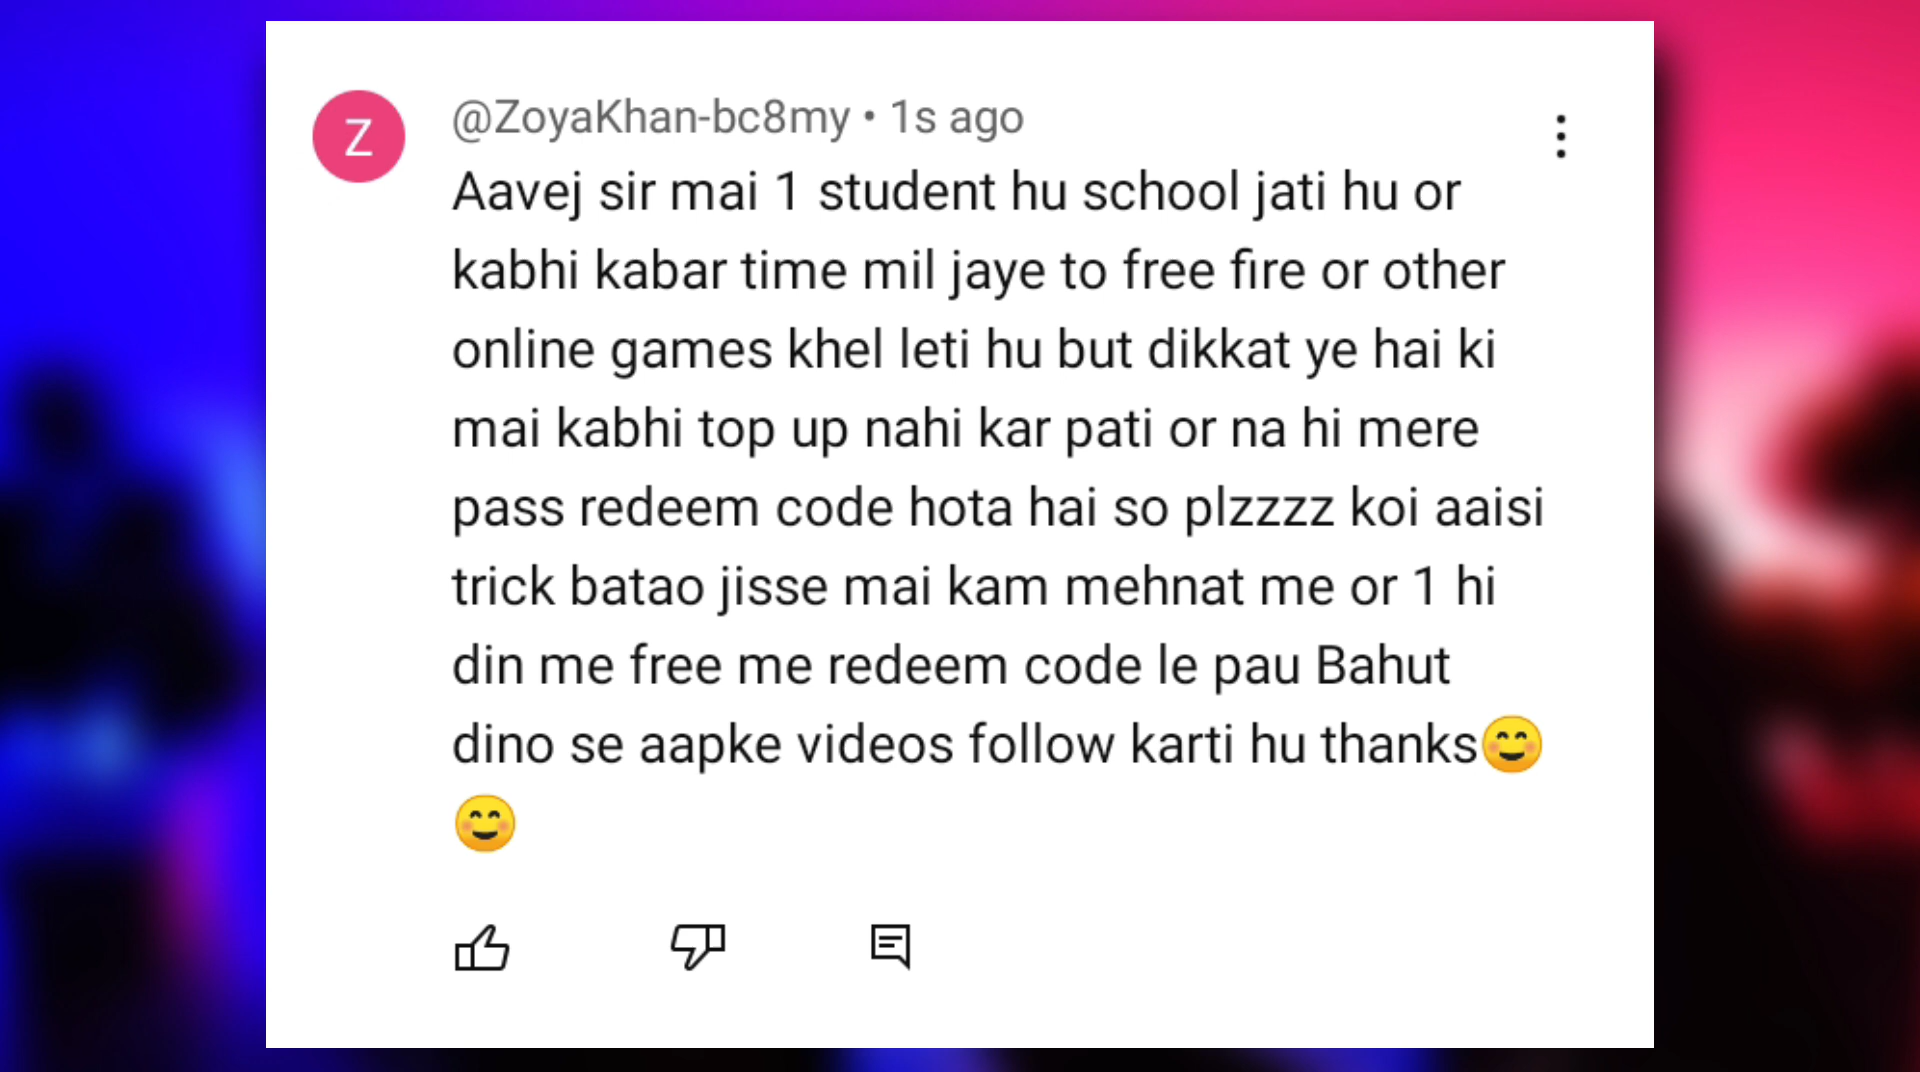 Z
@ZoyaKhan-bc8my • 1s ago
Aavej sir mai 1 student hu school jati hu or
kabhi kabar time mil jaye to free fire or other
online games khel leti hu but dikkat ye hai ki
mai kabhi top up nahi kar pati or na hi mere
pass redeem code hota hai so plzzzz koi aaisi
trick batao jisse mai kam mehnat me or 1 hi
din me free me redeem code le pau Bahut
dino se aapke videos follow karti hu thanks😊
😊